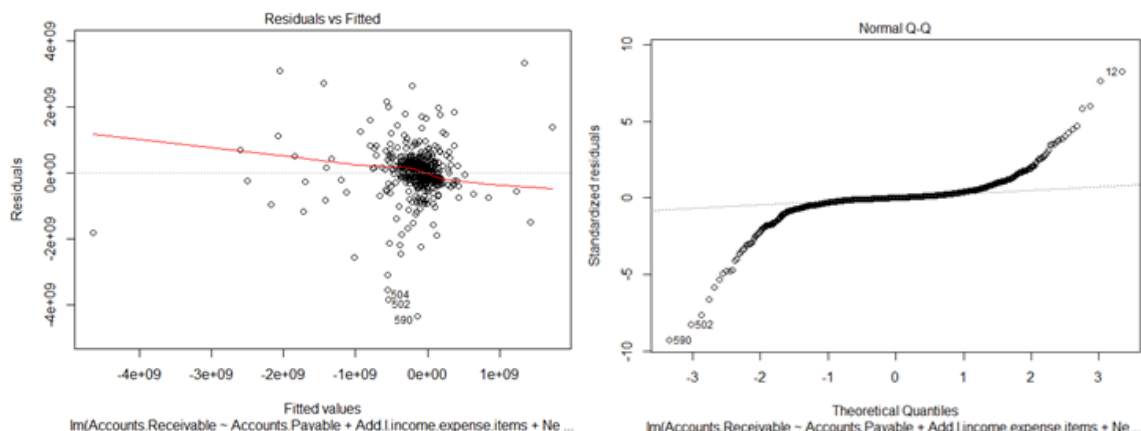 Residuals vs Fitted
Residuals
4e+09
2e+09
0e+00
-2e+09
-4e+09
504
502
590
-4e+09 -3e+09 -2e+09 -1e+09 0e+00 1e+09
Fitted values
lm(Accounts.Receivable ~ Accounts.Payable + Add.l.income.expense.items + Ne ...
Normal Q-Q
Standardized residuals
10
5
0
-5
-10
12
502
590
-3 -2 -1 0 1 2 3
Theoretical Quantiles
lm(Accounts.Receivable ~ Accounts.Payable + Add.l.income.expense.items + Ne ...